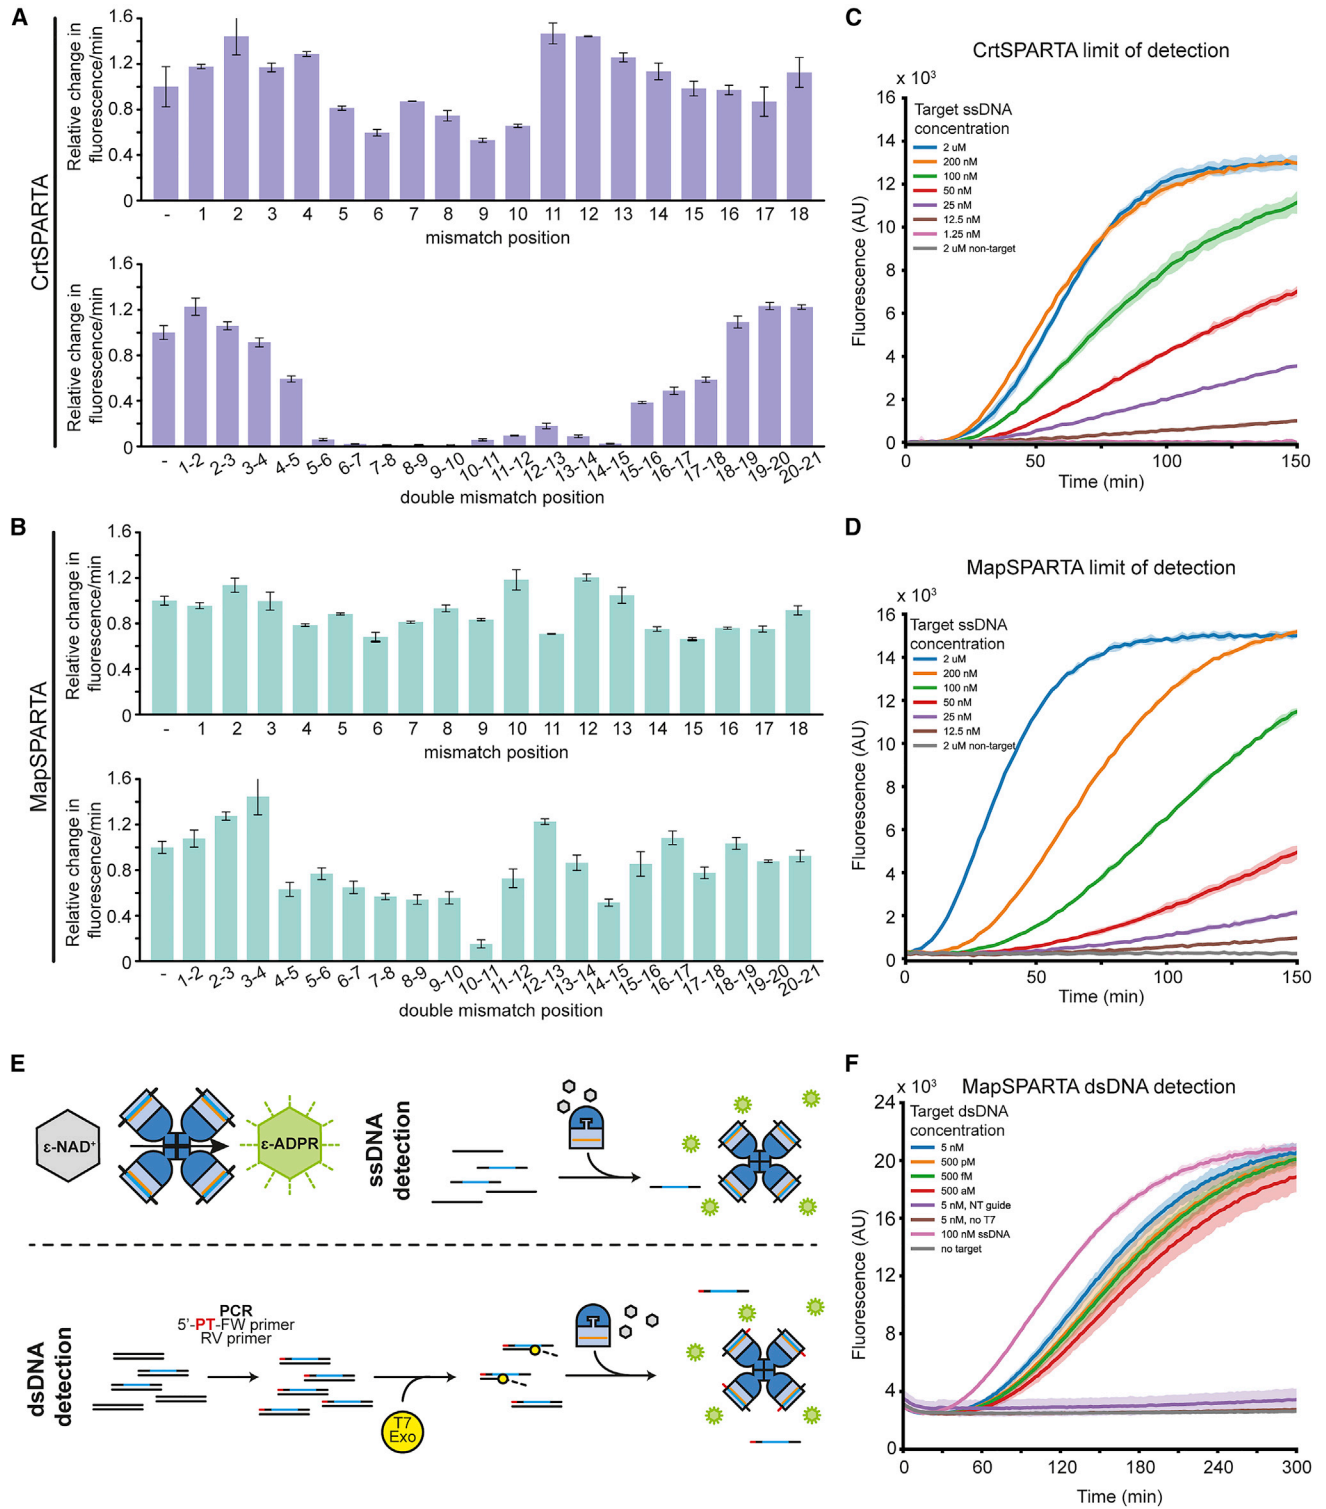 A
CrtSPARTA
Relative change in
fluorescence/min
1.6
1.2
0.8
0.4
0
- 1 2 3 4 5 6 7 8 9 10 11 12 13 14 15 16 17 18
mismatch position
Relative change in
fluorescence/min
1.6
1.2
0.8
0.4
0
- 1-2 2-3 3-4 4-5 5-6 6-7 7-8 8-9 9-10 10-11 11-12 12-13 13-14 14-15 15-16 16-17 17-18 18-19 19-20 20-21
double mismatch position
B
MapSPARTA
Relative change in
fluorescence/min
1.6
1.2
0.8
0.4
0
- 1 2 3 4 5 6 7 8 9 10 11 12 13 14 15 16 17 18
mismatch position
Relative change in
fluorescence/min
1.6
1.2
0.8
0.4
0
- 1-2 2-3 3-4 4-5 5-6 6-7 7-8 8-9 9-10 10-11 11-12 12-13 13-14 14-15 15-16 16-17 17-18 18-19 19-20 20-21
double mismatch position
C
CrtSPARTA limit of detection
x 10³
Fluorescence (AU)
16
14
12
10
8
6
4
2
0
Target ssDNA
concentration
2 uM
200 nM
100 nM
50 nM
25 nM
12.5 nM
1.25 nM
2 uM non-target
0 50 100 150
Time (min)
D
MapSPARTA limit of detection
x 10³
Fluorescence (AU)
16
14
12
10
8
6
4
2
0
Target ssDNA
concentration
2 uM
200 nM
100 nM
50 nM
25 nM
12.5 nM
2 uM non-target
0 50 100 150
Time (min)
E
ε-NAD⁺
ε-ADPR
ssDNA
detection
dsDNA
detection
PCR
5'-PT-FW primer
RV primer
T7
Exo
F
MapSPARTA dsDNA detection
x 10³
Fluorescence (AU)
24
20
16
12
8
4
0
Target dsDNA
concentration
5 nM
500 pM
500 fM
500 aM
5 nM, NT guide
5 nM, no T7
100 nM ssDNA
no target
0 60 120 180 240 300
Time (min)